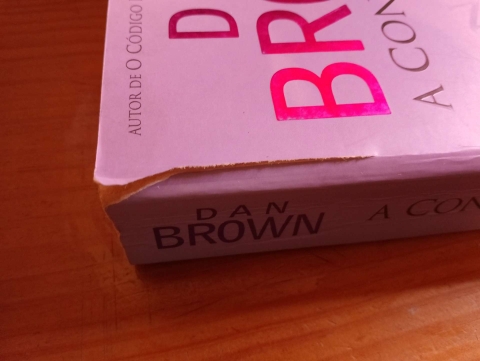 AUTOR DE O CÓDIGO
D
BRO
A CON
DAN
BROWN
A CON